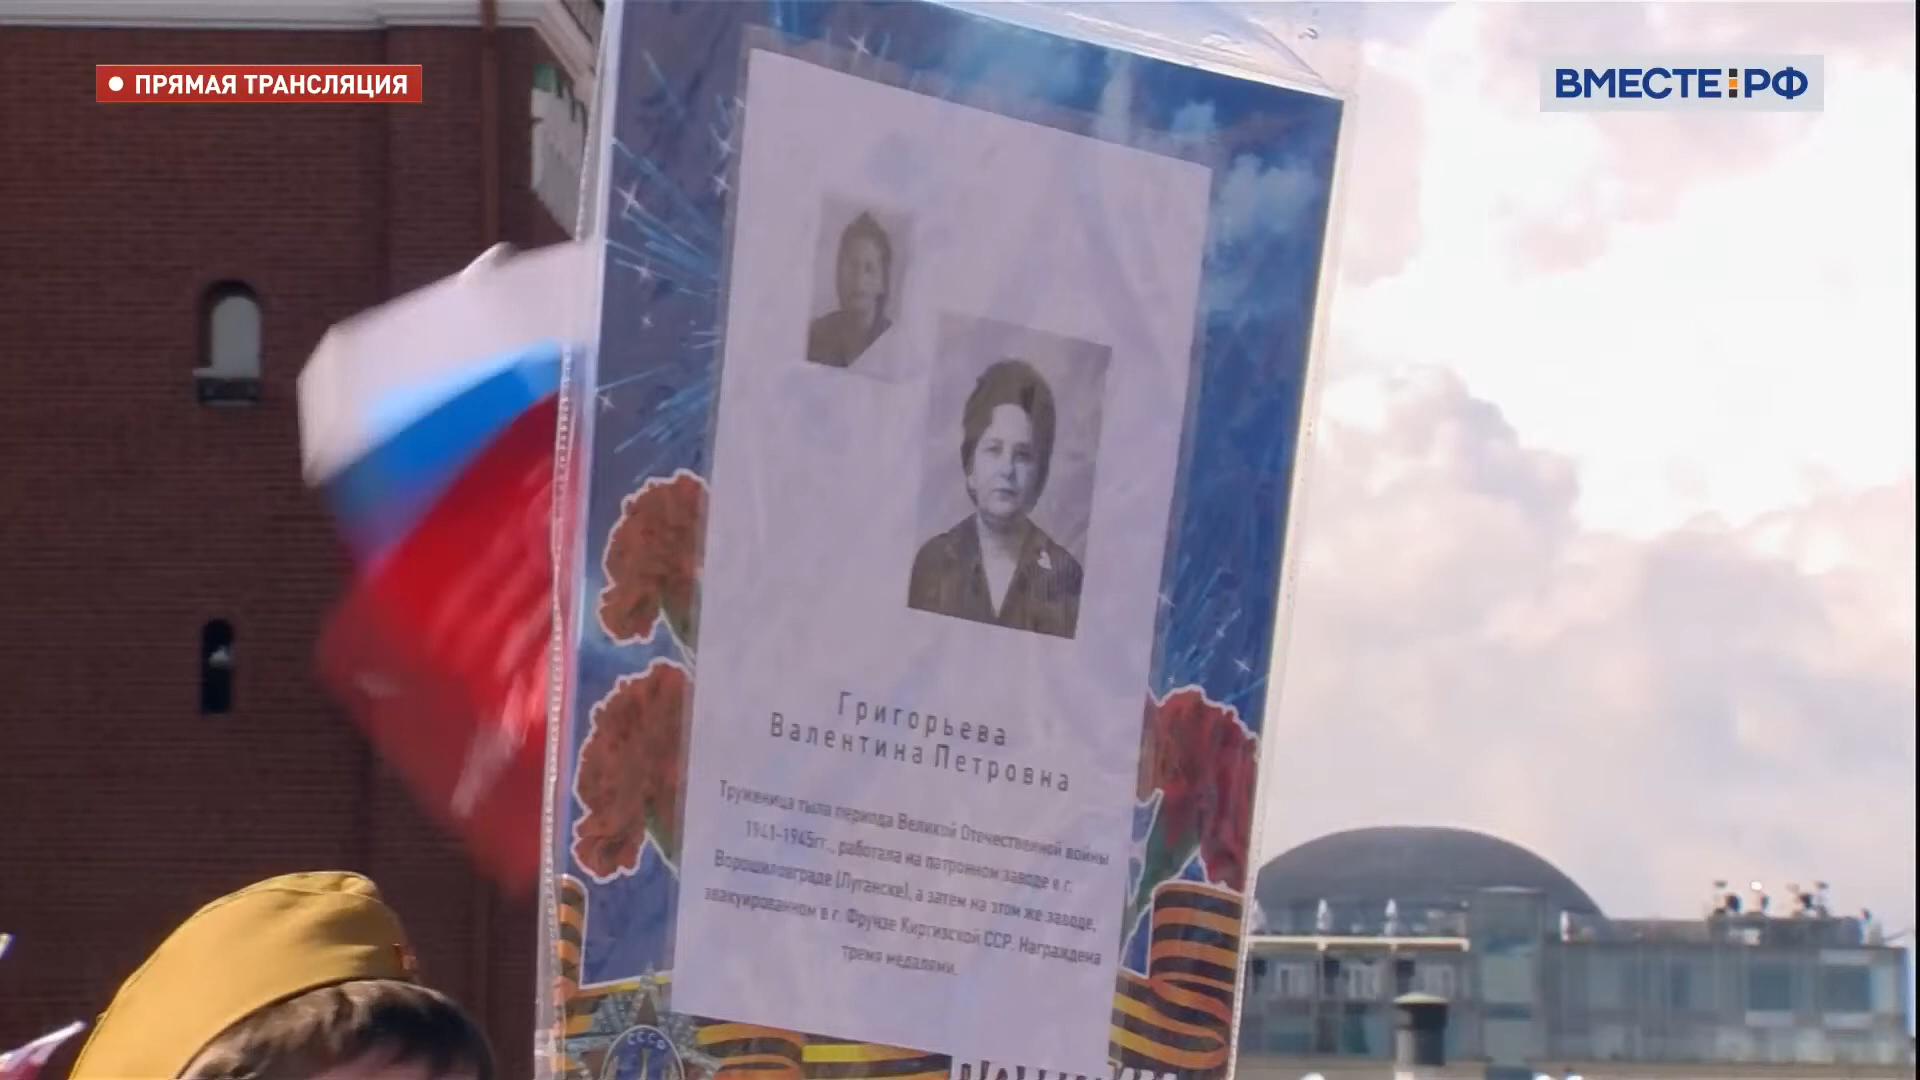 ПРЯМАЯ ТРАНСЛЯЦИЯ
ВМЕСТЕ РФ
Григорьева
Валентина Петровна
Труженица тыла периода Великой Отечественной войны
1941-1945гг., работала на патронном заводе в г.
Ворошиловграде (Луганске), а затем на этом же заводе,
эвакуированном в г. Фрунзе Киргизской ССР. Награждена
тремя медалями.
СССР